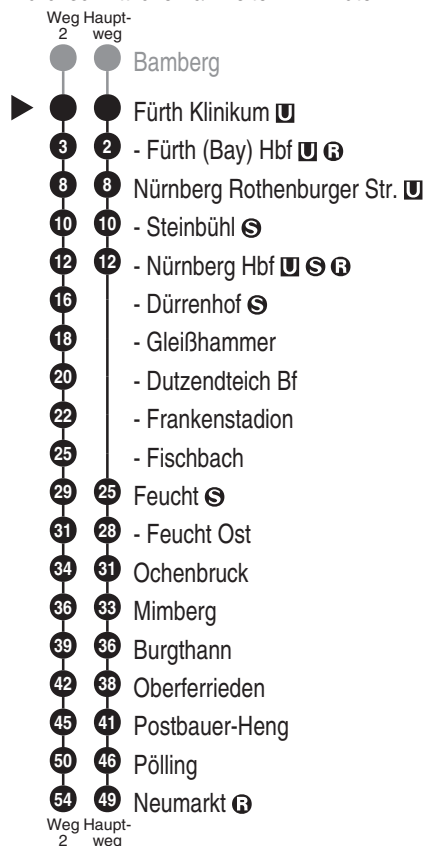 Weg Haupt-
2 weg
Bamberg
Fürth Klinikum U
3 2 - Fürth (Bay) Hbf U R
8 8 Nürnberg Rothenburger Str. U
10 10 - Steinbühl S
12 12 - Nürnberg Hbf U S R
16 - Dürrenhof S
18 - Gleißhammer
20 - Dutzendteich Bf
22 - Frankenstadion
25 - Fischbach
29 25 Feucht S
31 28 - Feucht Ost
34 31 Ochenbruck
36 33 Mimberg
39 36 Burgthann
42 38 Oberferrieden
45 41 Postbauer-Heng
50 46 Pölling
54 49 Neumarkt R
Weg Haupt-
2 weg